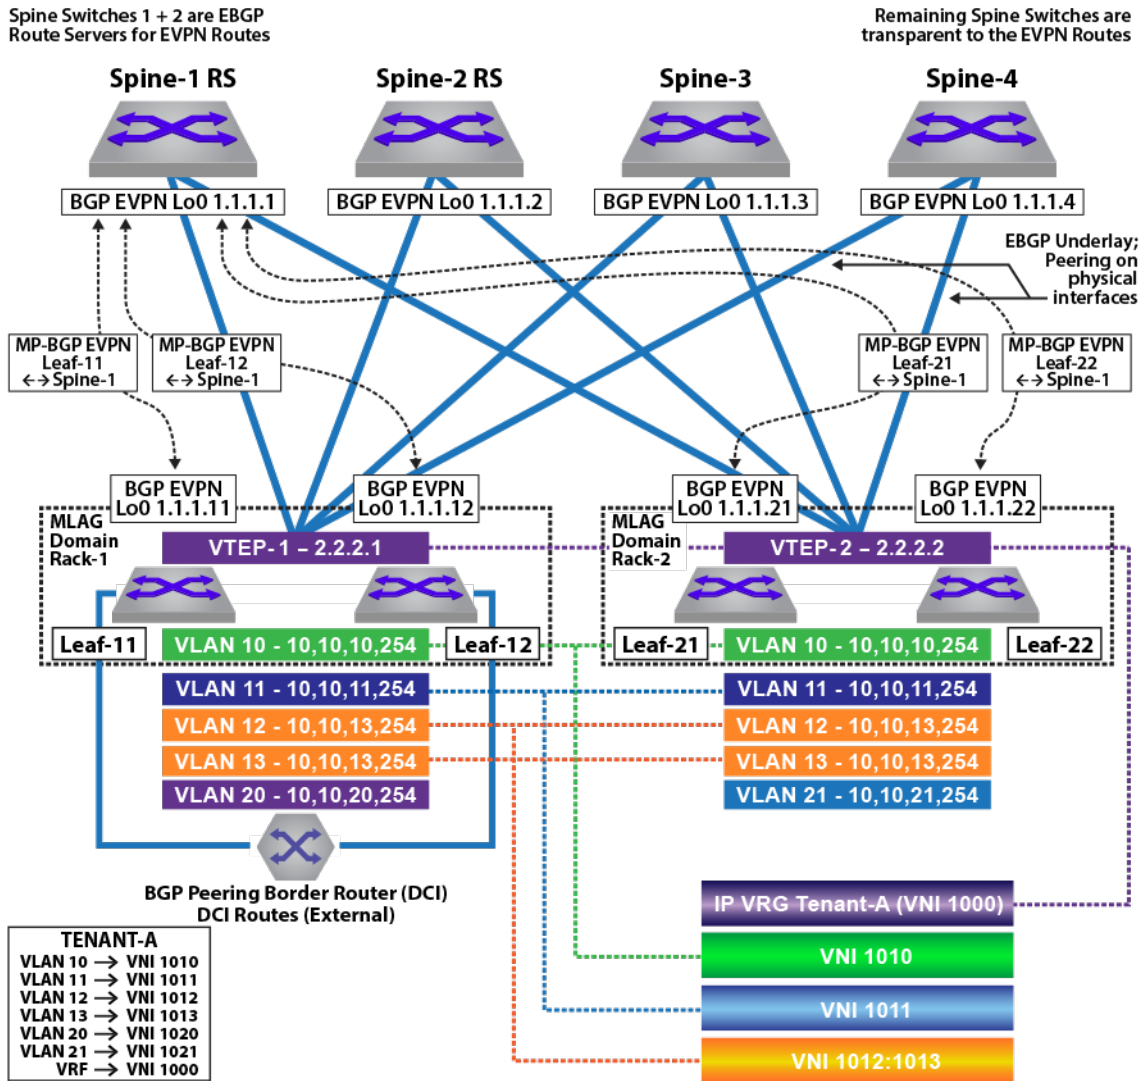 Spine Switches 1 + 2 are EBGP
Route Servers for EVPN Routes
Remaining Spine Switches are
transparent to the EVPN Routes
Spine-1 RS
Spine-2 RS
Spine-3
Spine-4
BGP EVPN Lo0 1.1.1.1
BGP EVPN Lo0 1.1.1.2
BGP EVPN Lo0 1.1.1.3
BGP EVPN Lo0 1.1.1.4
EBGP Underlay;
Peering on
physical
interfaces
MP-BGP EVPN
Leaf-11
←→Spine-1
MP-BGP EVPN
Leaf-12
←→Spine-1
MP-BGP EVPN
Leaf-21
←→Spine-1
MP-BGP EVPN
Leaf-22
←→Spine-1
BGP EVPN
Lo0 1.1.1.11
BGP EVPN
Lo0 1.1.1.12
BGP EVPN
Lo0 1.1.1.21
BGP EVPN
Lo0 1.1.1.22
MLAG
Domain
Rack-1
VTEP-1 – 2.2.2.1
MLAG
Domain
Rack-2
VTEP-2 – 2.2.2.2
Leaf-11
VLAN 10 - 10,10,10,254
Leaf-12
Leaf-21
VLAN 10 - 10,10,10,254
Leaf-22
VLAN 11 - 10,10,11,254
VLAN 11 - 10,10,11,254
VLAN 12 - 10,10,13,254
VLAN 12 - 10,10,13,254
VLAN 13 - 10,10,13,254
VLAN 13 - 10,10,13,254
VLAN 20 - 10,10,20,254
VLAN 21 - 10,10,21,254
BGP Peering Border Router (DCI)
DCI Routes (External)
IP VRG Tenant-A (VNI 1000)
VNI 1010
VNI 1011
VNI 1012:1013
TENANT-A
VLAN 10 → VNI 1010
VLAN 11 → VNI 1011
VLAN 12 → VNI 1012
VLAN 13 → VNI 1013
VLAN 20 → VNI 1020
VLAN 21 → VNI 1021
VRF → VNI 1000